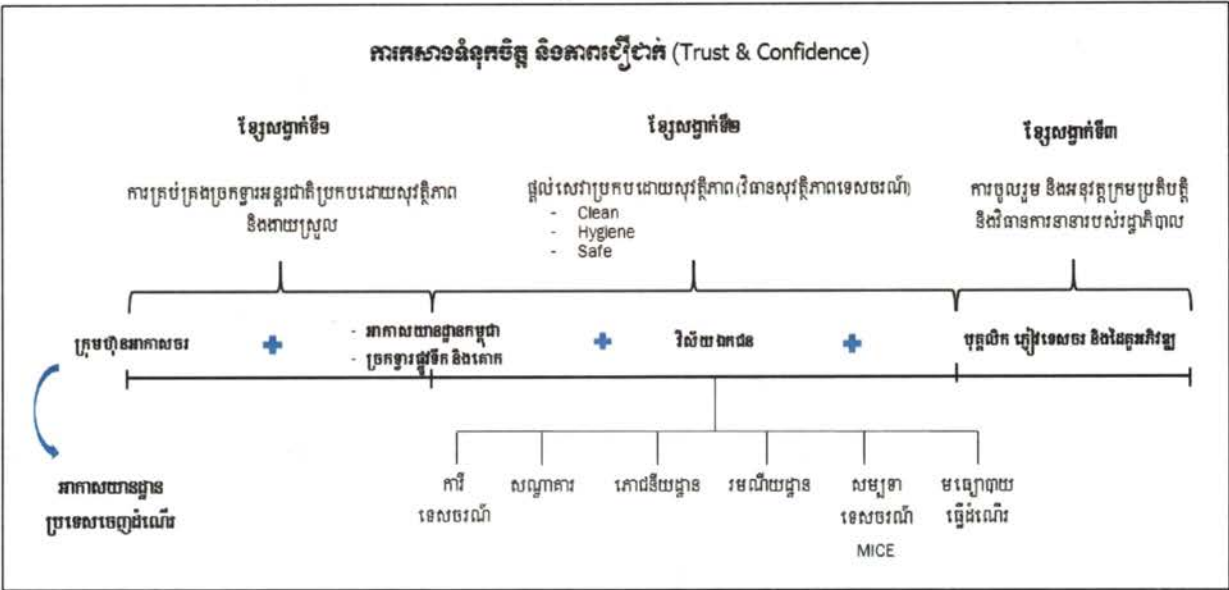 ការកសាងទំនុកចិត្ត និងភាពជឿជាក់ (Trust & Confidence)
ខ្សែសង្វាក់ទី១
ការគ្រប់គ្រងច្រកទ្វារអន្តរជាតិប្រកបដោយសុវត្ថិភាព
និងងាយស្រួល
ខ្សែសង្វាក់ទី២
ផ្តល់សេវាប្រកបដោយសុវត្ថិភាព(វិធានសុវត្ថិភាពទេសចរណ៍)
- Clean
- Hygiene
- Safe
ខ្សែសង្វាក់ទី៣
ការចូលរួម និងអនុវត្តក្រមប្រតិបត្តិ
និងវិធានការនានារបស់រដ្ឋាភិបាល
ក្រុមហ៊ុនអាកាសចរ
- អាកាសយានដ្ឋានកម្ពុជា
- ច្រកទ្វារផ្លូវទឹក និងគោក
វិស័យឯកជន
បុគ្គលិក ភ្ញៀវទេសចរ និងដៃគូអភិវឌ្ឍ
អាកាសយានដ្ឋាន
ប្រទេសចេញដំណើរ
ការី
ទេសចរណ៍
សណ្ឋាគារ
ភោជនីយដ្ឋាន
រមណីយដ្ឋាន
សម្បទា
ទេសចរណ៍
MICE
មធ្យោបាយ
ធ្វើដំណើរ